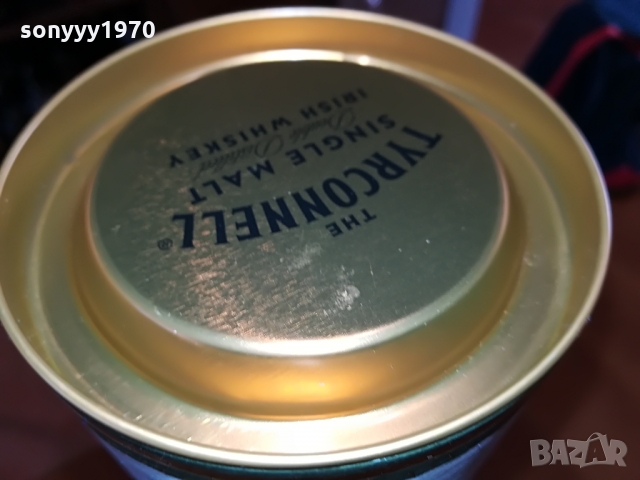 sonyyy1970
THE
TYRCONNELL®
SINGLE MALT
Double Distilled
IRISH WHISKEY
BAZAR